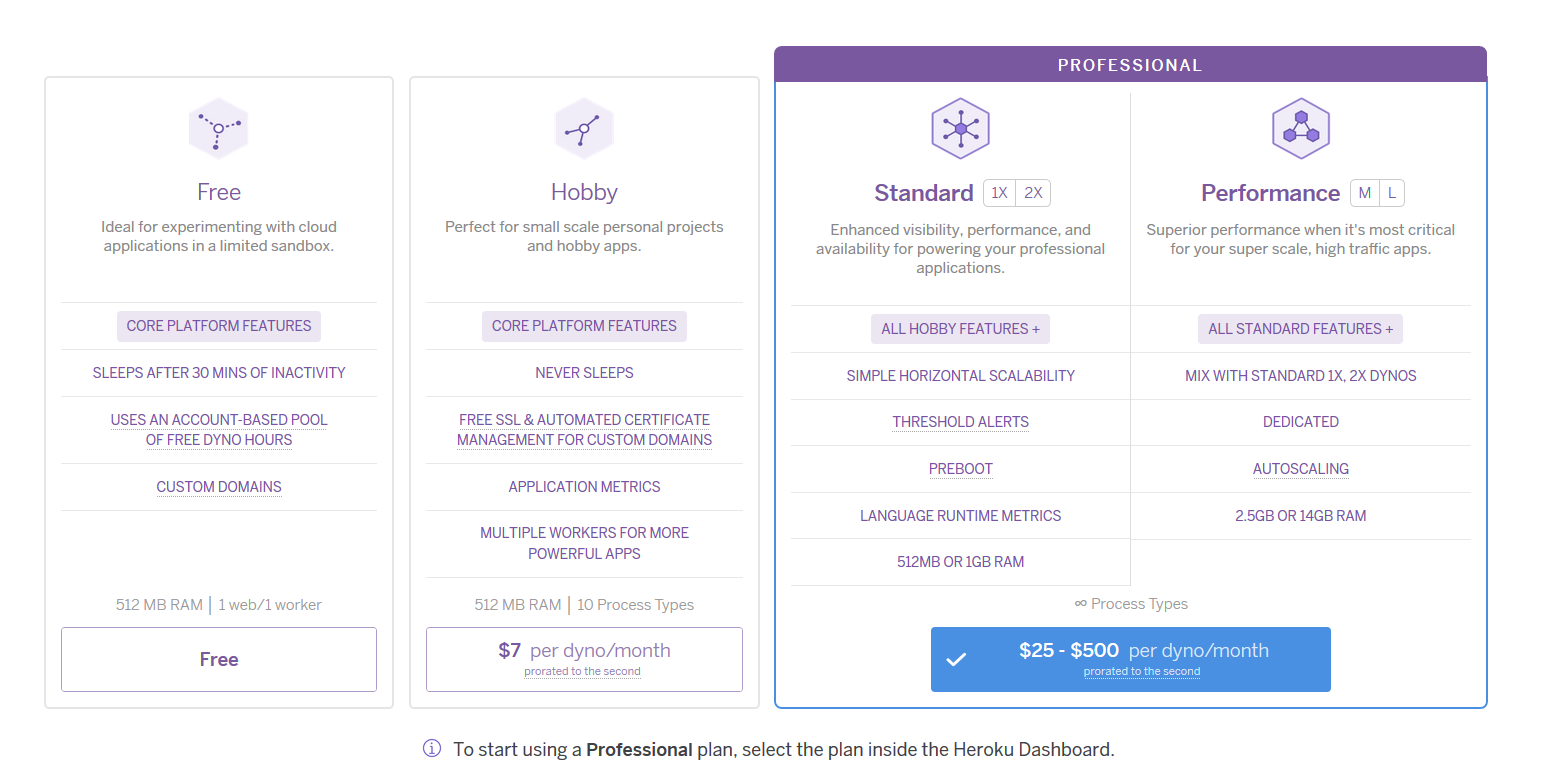 PROFESSIONAL
Free
Ideal for experimenting with cloud
applications in a limited sandbox.
CORE PLATFORM FEATURES
SLEEPS AFTER 30 MINS OF INACTIVITY
USES AN ACCOUNT-BASED POOL
OF FREE DYNO HOURS
CUSTOM DOMAINS
512 MB RAM | 1 web/1 worker
Free
Hobby
Perfect for small scale personal projects
and hobby apps.
CORE PLATFORM FEATURES
NEVER SLEEPS
FREE SSL & AUTOMATED CERTIFICATE
MANAGEMENT FOR CUSTOM DOMAINS
APPLICATION METRICS
MULTIPLE WORKERS FOR MORE
POWERFUL APPS
512 MB RAM | 10 Process Types
$7 per dyno/month
prorated to the second
Standard 1X 2X
Enhanced visibility, performance, and
availability for powering your professional
applications.
ALL HOBBY FEATURES +
SIMPLE HORIZONTAL SCALABILITY
THRESHOLD ALERTS
PREBOOT
LANGUAGE RUNTIME METRICS
512MB OR 1GB RAM
Performance M L
Superior performance when it's most critical
for your super scale, high traffic apps.
ALL STANDARD FEATURES +
MIX WITH STANDARD 1X, 2X DYNOS
DEDICATED
AUTOSCALING
2.5GB OR 14GB RAM
∞ Process Types
$25 - $500 per dyno/month
prorated to the second
To start using a Professional plan, select the plan inside the Heroku Dashboard.